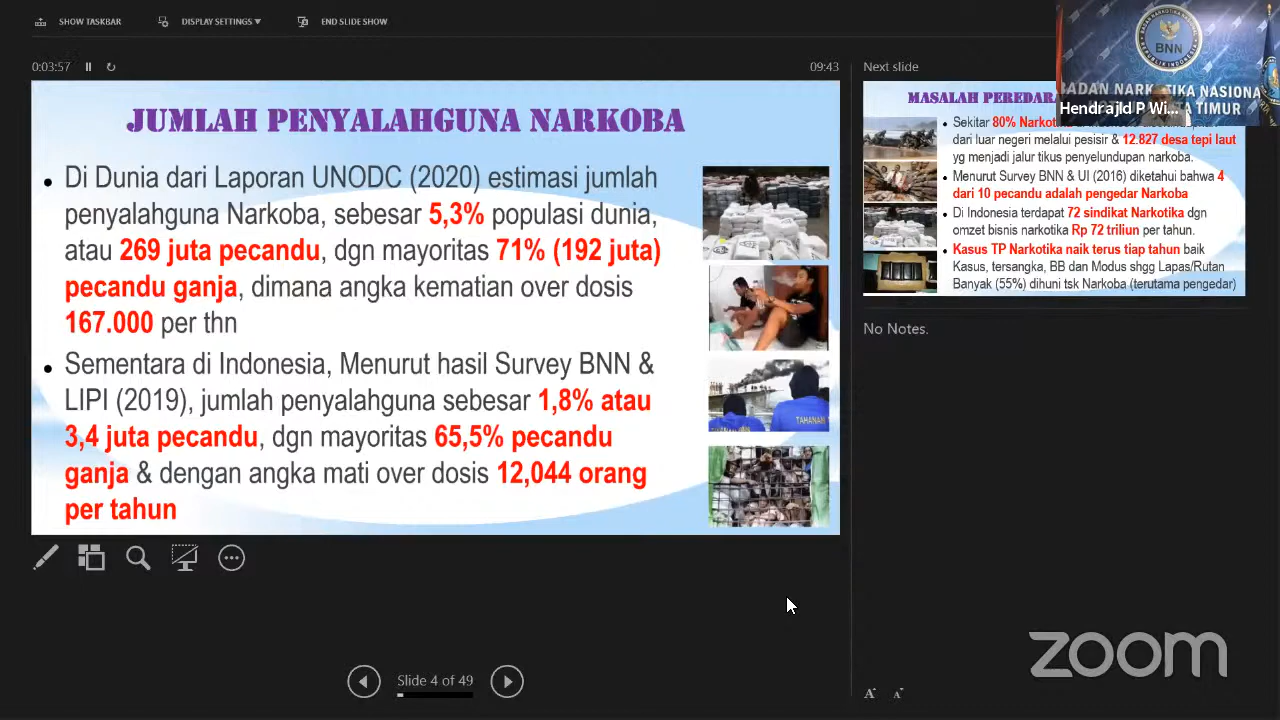 SHOW TASKBAR
DISPLAY SETTINGS ▼
END SLIDE SHOW
0:03:57
09:43
JUMLAH PENYALAHGUNA NARKOBA
• Di Dunia dari Laporan UNODC (2020) estimasi jumlah
penyalahguna Narkoba, sebesar 5,3% populasi dunia,
atau 269 juta pecandu, dgn mayoritas 71% (192 juta)
pecandu ganja, dimana angka kematian over dosis
167.000 per thn
• Sementara di Indonesia, Menurut hasil Survey BNN &
LIPI (2019), jumlah penyalahguna sebesar 1,8% atau
3,4 juta pecandu, dgn mayoritas 65,5% pecandu
ganja & dengan angka mati over dosis 12,044 orang
per tahun
TAHANAN
Slide 4 of 49
Next slide
MASALAH PEREDARA
• Sekitar 80% Narkoti
dari luar negeri melalui pesisir & 12.827 desa tepi laut
yg menjadi jalur tikus penyelundupan narkoba.
• Menurut Survey BNN & UI (2016) diketahui bahwa 4
dari 10 pecandu adalah pengedar Narkoba
• Di Indonesia terdapat 72 sindikat Narkotika dgn
omzet bisnis narkotika Rp 72 triliun per tahun.
• Kasus TP Narkotika naik terus tiap tahun baik
Kasus, tersangka, BB dan Modus shgg Lapas/Rutan
Banyak (55%) dihuni tsk Narkoba (terutama pengedar)
No Notes.
BNN
BADAN NARKOTIKA NASIONA
TIMUR
Hendrajld P Wi...
zoom
A A